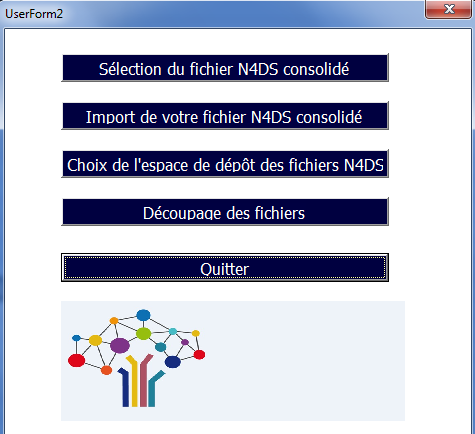 UserForm2
Sélection du fichier N4DS consolidé
Import de votre fichier N4DS consolidé
Choix de l'espace de dépôt des fichiers N4DS
Découpage des fichiers
Quitter